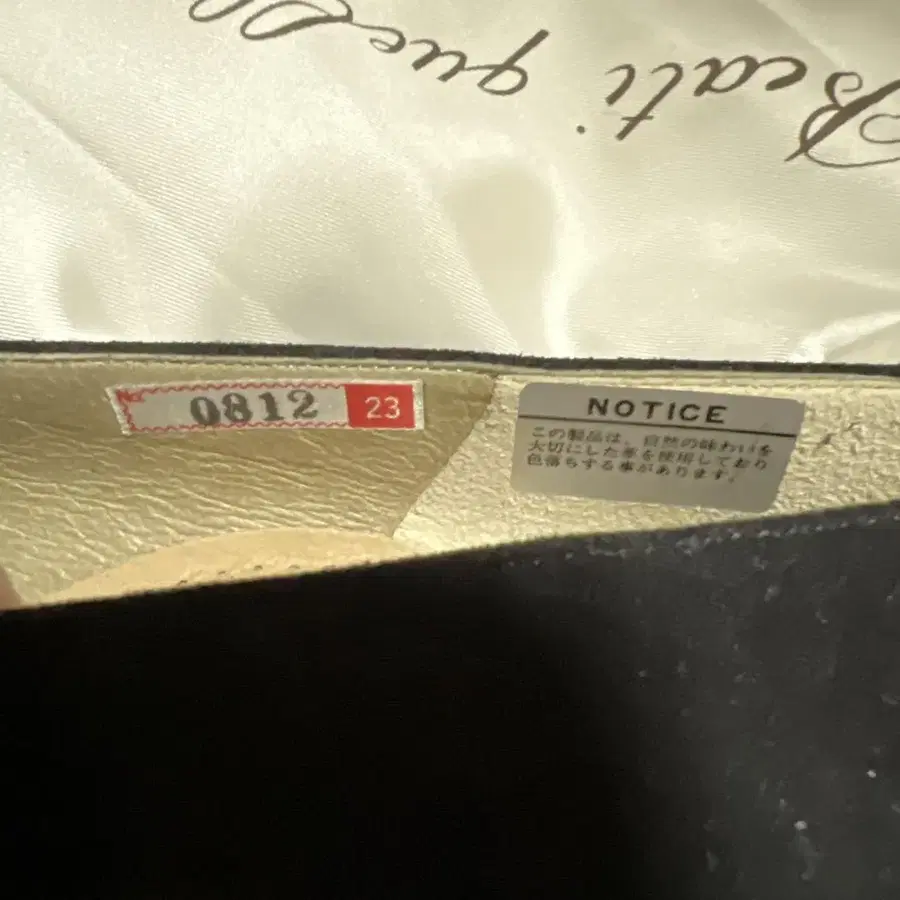 Beati que
No. 0812 23
NOTICE
この製品は、自然の味わいを
大切にした革を使用しており
色落ちする事があります。